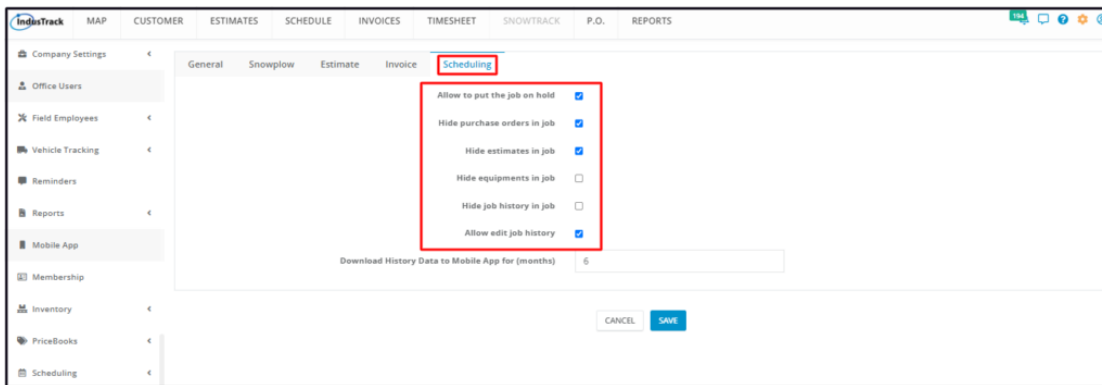 IndusTrack MAP CUSTOMER ESTIMATES SCHEDULE INVOICES TIMESHEET SNOWTRACK P.O. REPORTS 194
Company Settings
Office Users
Field Employees
Vehicle Tracking
Reminders
Reports
Mobile App
Membership
Inventory
PriceBooks
Scheduling
General Snowplow Estimate Invoice Scheduling
Allow to put the job on hold
Hide purchase orders in job
Hide estimates in job
Hide equipments in job
Hide job history in job
Allow edit job history
Download History Data to Mobile App for (months) 6
CANCEL SAVE